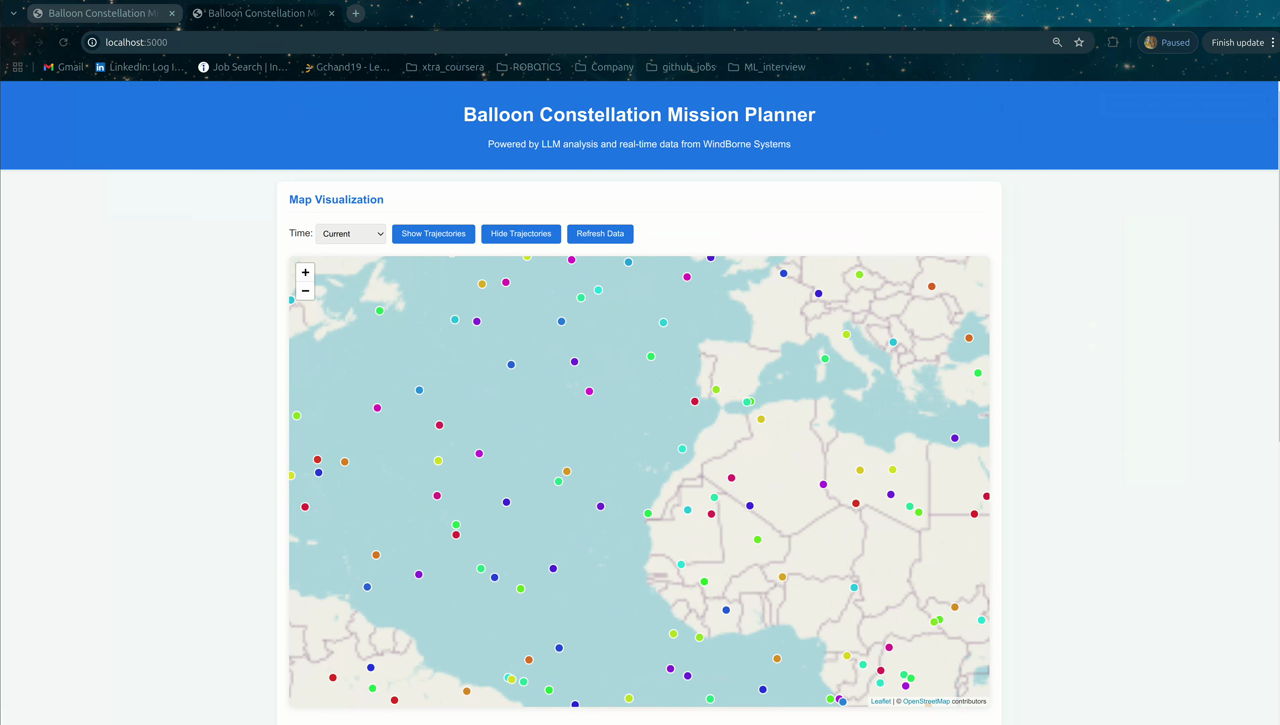 Balloon Constellation Mi
Balloon Constellation M
localhost:5000
Paused
Finish update
Gmail
LinkedIn: Log I...
Job Search | In...
Gchand19 - Le...
xtra_coursera
ROBOTICS
Company
github_jobs
ML_interview
Balloon Constellation Mission Planner
Powered by LLM analysis and real-time data from WindBorne Systems
Map Visualization
Time:
Current
Show Trajectories
Hide Trajectories
Refresh Data
+
−
Leaflet | © OpenStreetMap contributors